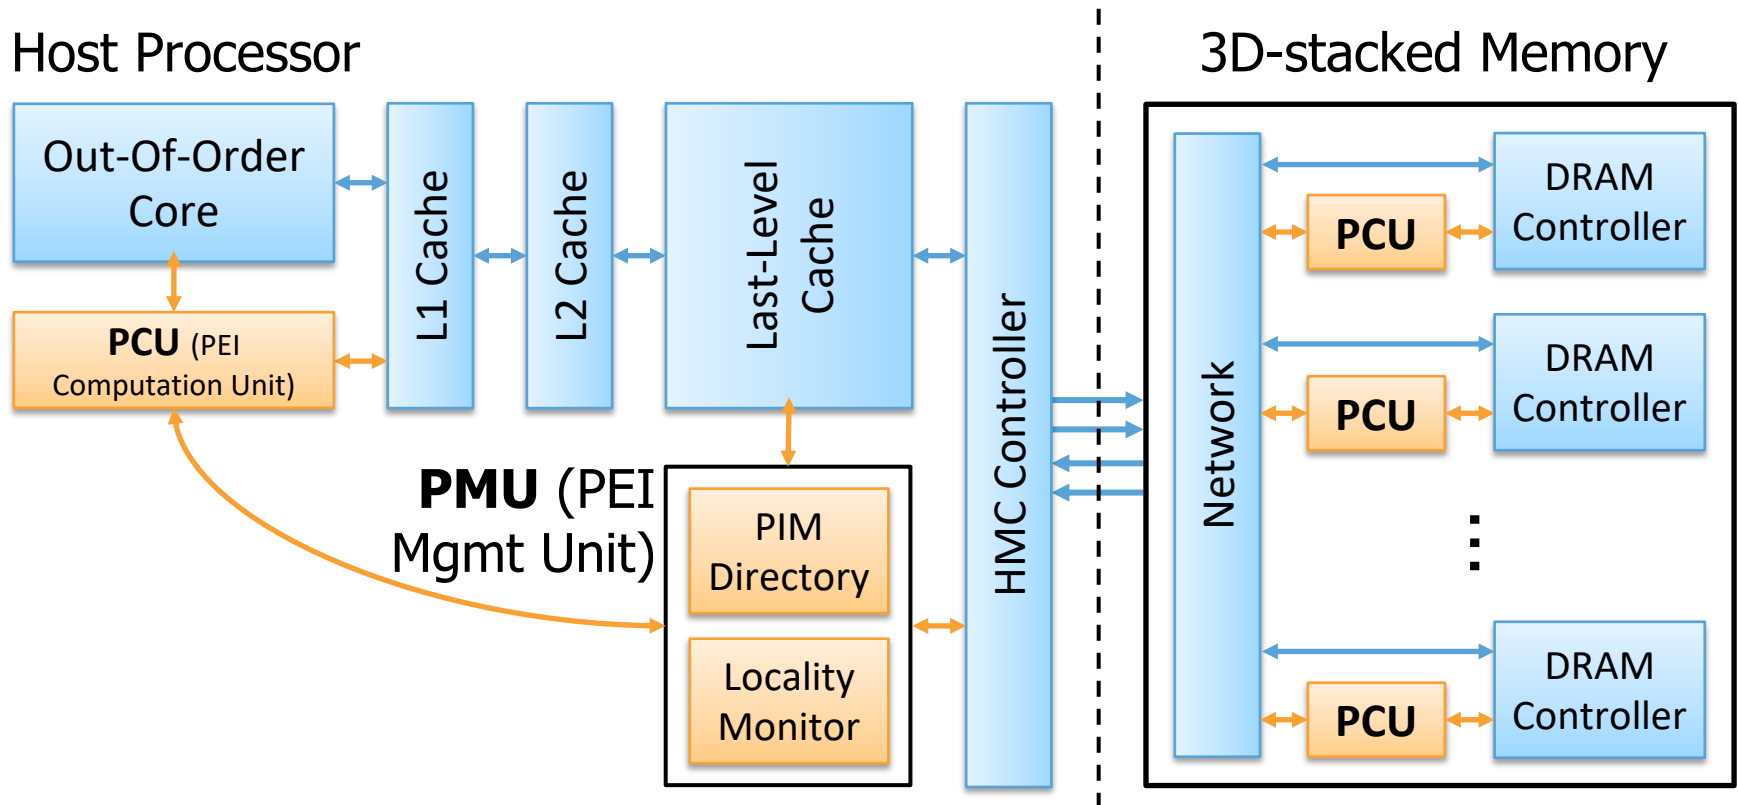 Host Processor
3D-stacked Memory
Out-Of-Order
Core
PCU (PEI
Computation Unit)
L1 Cache
L2 Cache
Last-Level
Cache
PMU (PEI
Mgmt Unit)
PIM
Directory
Locality
Monitor
HMC Controller
Network
DRAM
Controller
PCU
DRAM
Controller
PCU
...
DRAM
Controller
PCU